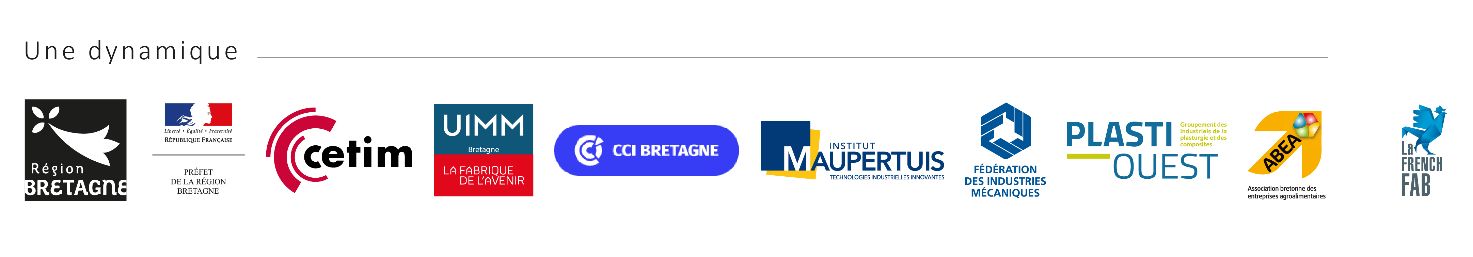 Une dynamique
Région
BRETAGNE
Liberté • Égalité • Fraternité
RÉPUBLIQUE FRANÇAISE
PRÉFET
DE LA RÉGION
BRETAGNE
cetim
UIMM
Bretagne
LA FABRIQUE
DE L'AVENIR
CCI BRETAGNE
INSTITUT
MAUPERTUIS
TECHNOLOGIES INDUSTRIELLES INNOVANTES
FÉDÉRATION
DES INDUSTRIES
MÉCANIQUES
PLASTI
OUEST
Groupement des
industriels de la
plasturgie et des
composites
ABEA
Association bretonne des
entreprises agroalimentaires
La
FRENCH
FAB